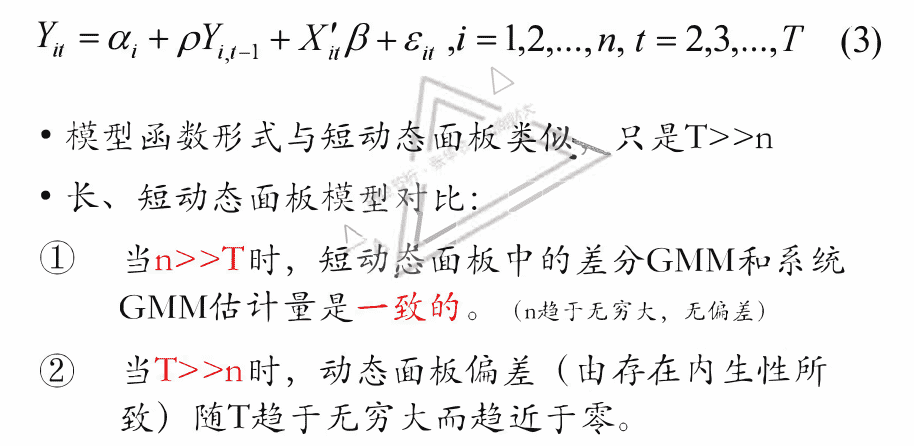 Y_{it} = α_i + ρY_{i,t-1} + X'_{it}β + ε_{it} ,i = 1,2,...,n, t = 2,3,...,T (3)
• 模型函数形式与短动态面板类似，只是T>>n
• 长、短动态面板模型对比：
① 当n>>T时，短动态面板中的差分GMM和系统
GMM估计量是一致的。（n趋于无穷大，无偏差）
② 当T>>n时，动态面板偏差（由存在内生性所
致）随T趋于无穷大而趋近于零。